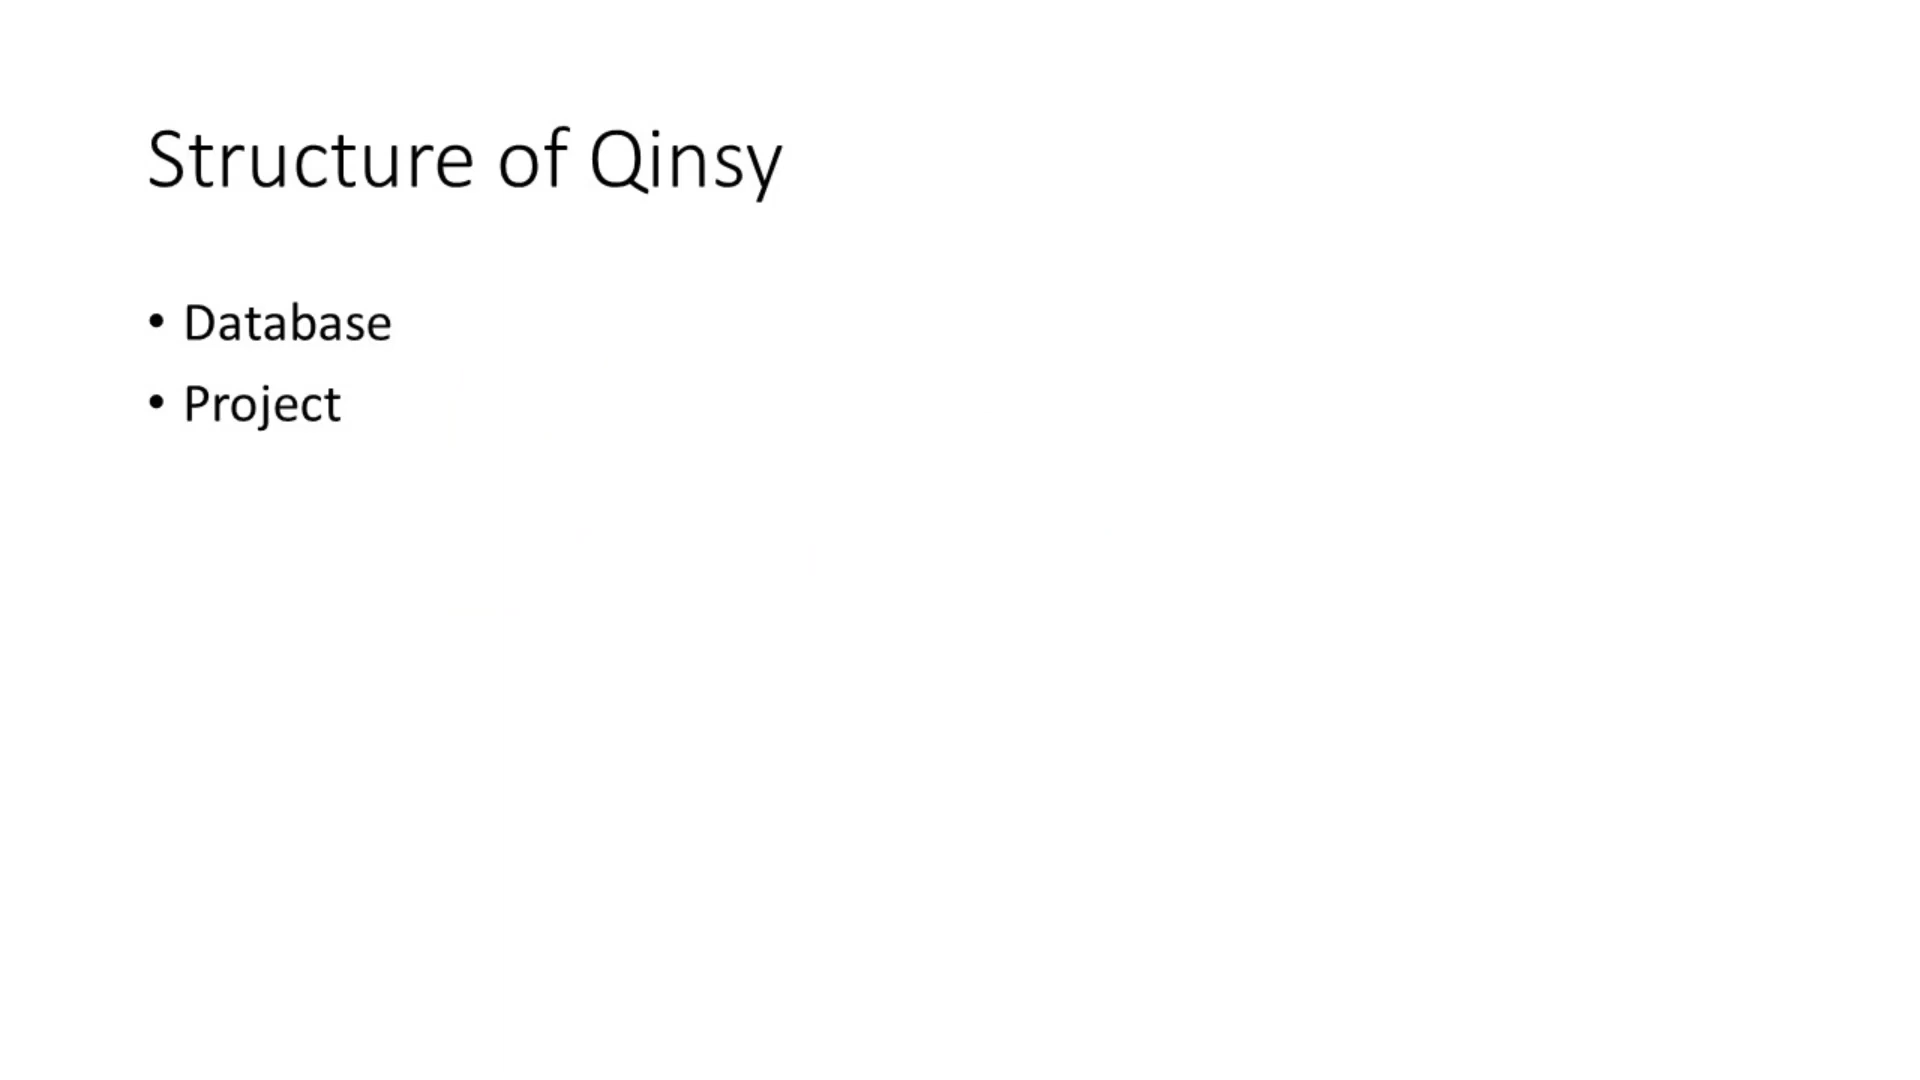 Structure of Qinsy
• Database
• Project